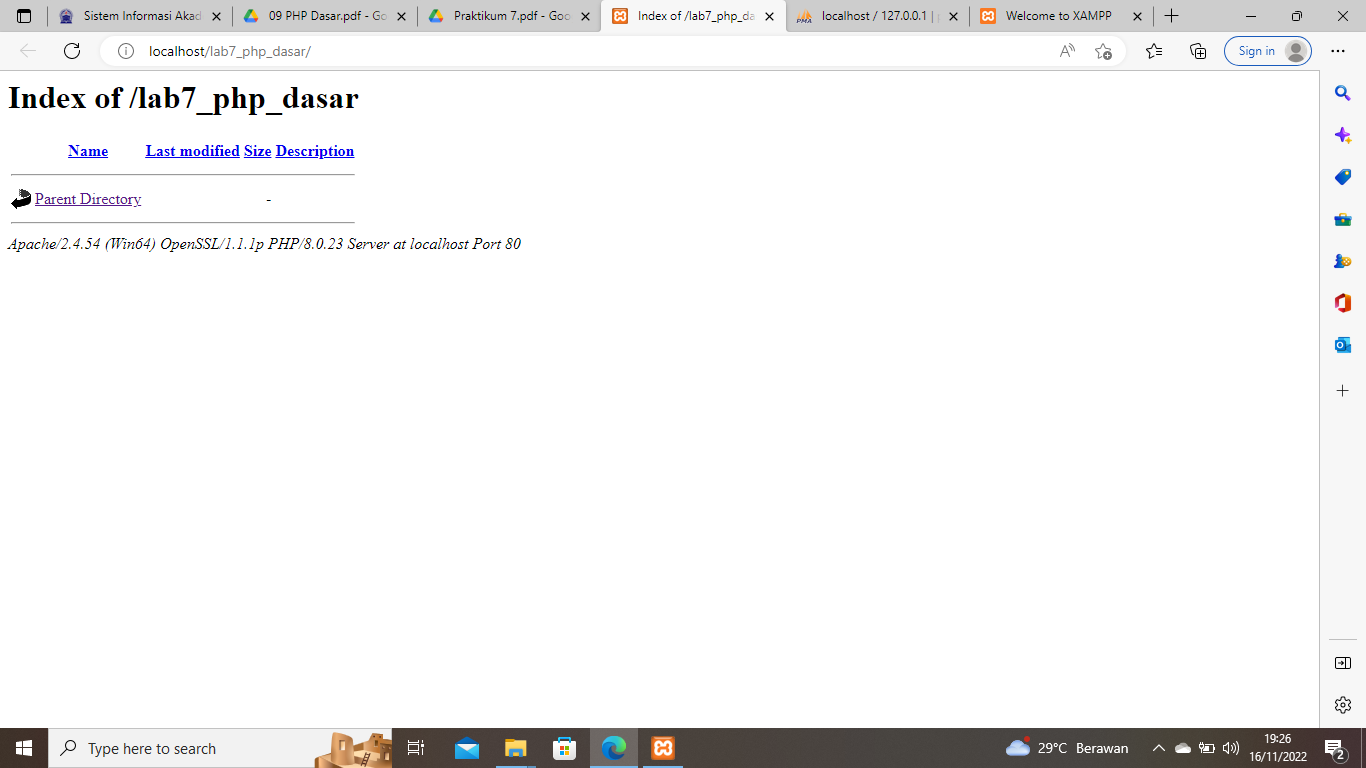 Sistem Informasi Akad
09 PHP Dasar.pdf - Go
Praktikum 7.pdf - Goo
Index of /lab7_php_da
localhost / 127.0.0.1 | p
Welcome to XAMPP
localhost/lab7_php_dasar/
Sign in
Index of /lab7_php_dasar
Name Last modified Size Description
Parent Directory -
Apache/2.4.54 (Win64) OpenSSL/1.1.1p PHP/8.0.23 Server at localhost Port 80
Type here to search
29°C Berawan
19:26
16/11/2022
2